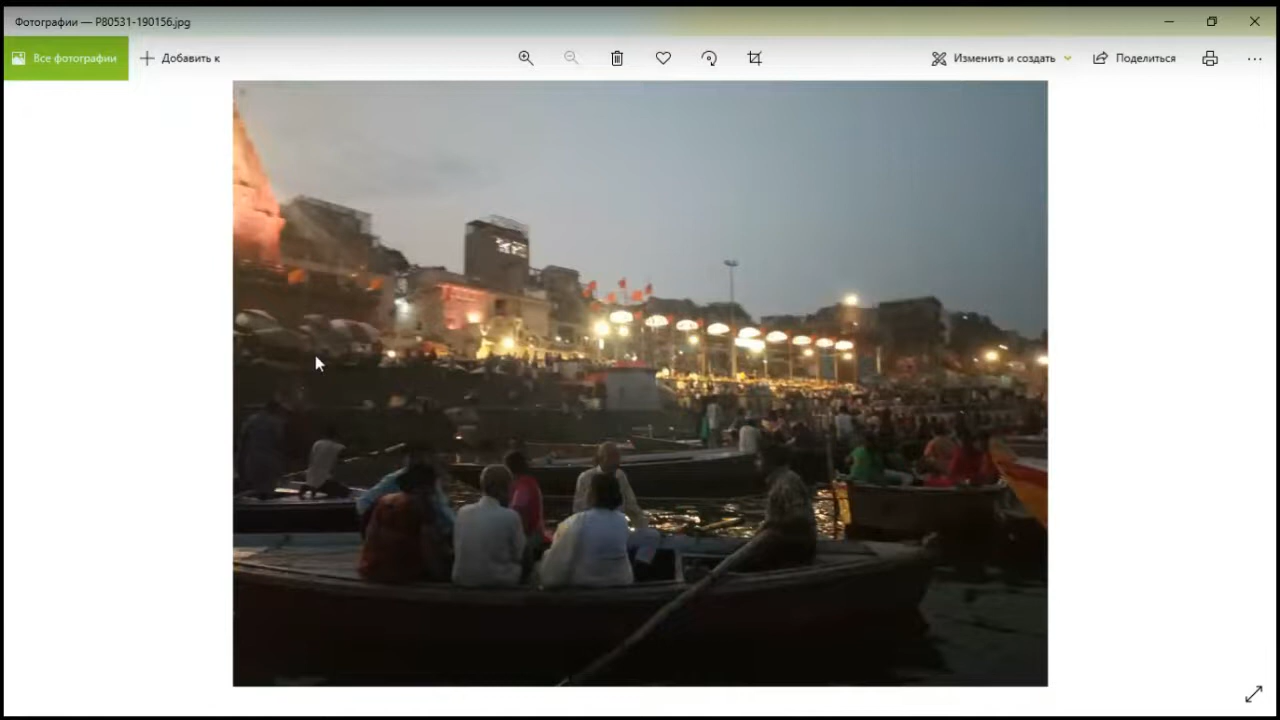 Фотографии — P80531-190156.jpg
Все фотографии
Добавить к
Изменить и создать
Поделиться